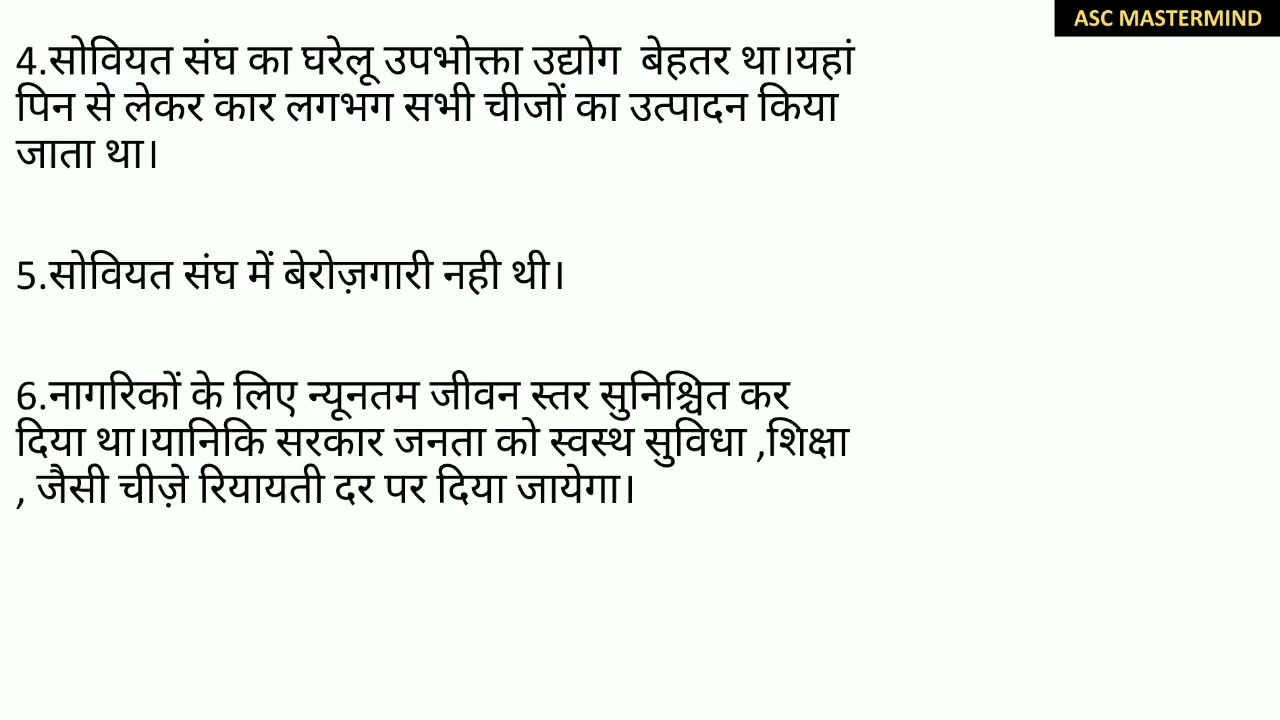 ASC MASTERMIND
4.सोवियत संघ का घरेलू उपभोक्ता उद्योग  बेहतर था।यहां
पिन से लेकर कार लगभग सभी चीजों का उत्पादन किया
जाता था।
5.सोवियत संघ में बेरोज़गारी नही थी।
6.नागरिकों के लिए न्यूनतम जीवन स्तर सुनिश्चित कर
दिया था।यानिकि सरकार जनता को स्वस्थ सुविधा ,शिक्षा
, जैसी चीज़े रियायती दर पर दिया जायेगा।